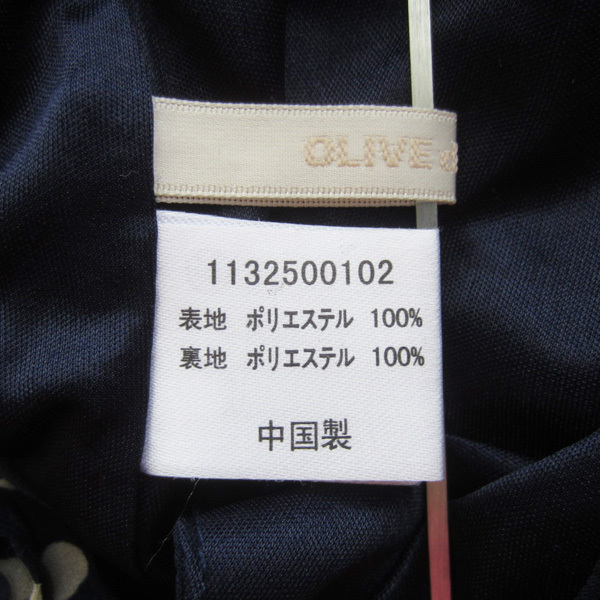 OLIVE
1132500102
表地 ポリエステル 100%
裏地 ポリエステル 100%
中国製